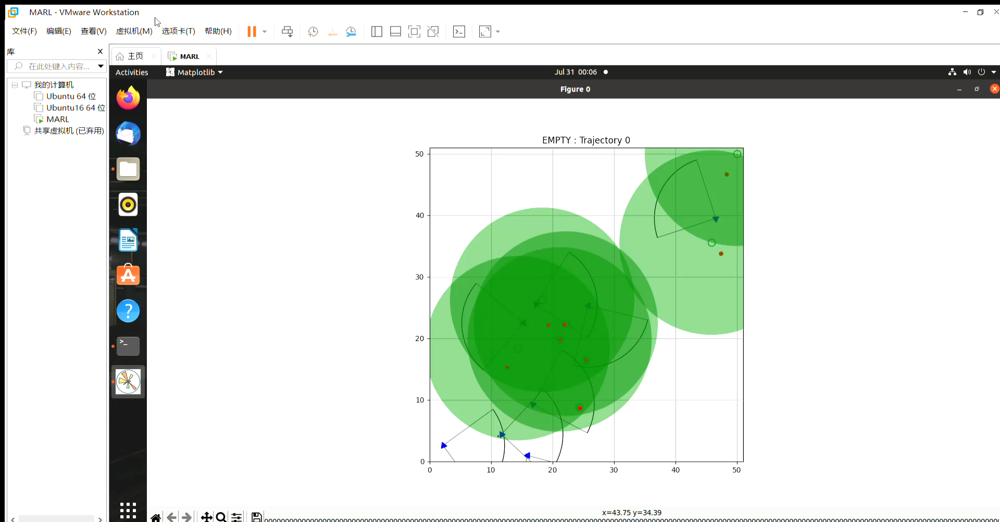 MARL - VMware Workstation
文件(F) 编辑(E) 查看(V) 虚拟机(M) 选项卡(T) 帮助(H)
库
主页 MARL
在此处键入内容...
Activities Matplotlib Jul 31 00:06
我的计算机
Ubuntu 64 位
Ubuntu16 64 位
MARL
共享虚拟机 (已弃用)
Figure 0
EMPTY : Trajectory 0
50
40
30
20
10
0
0 10 20 30 40 50
x=43.75 y=34.39